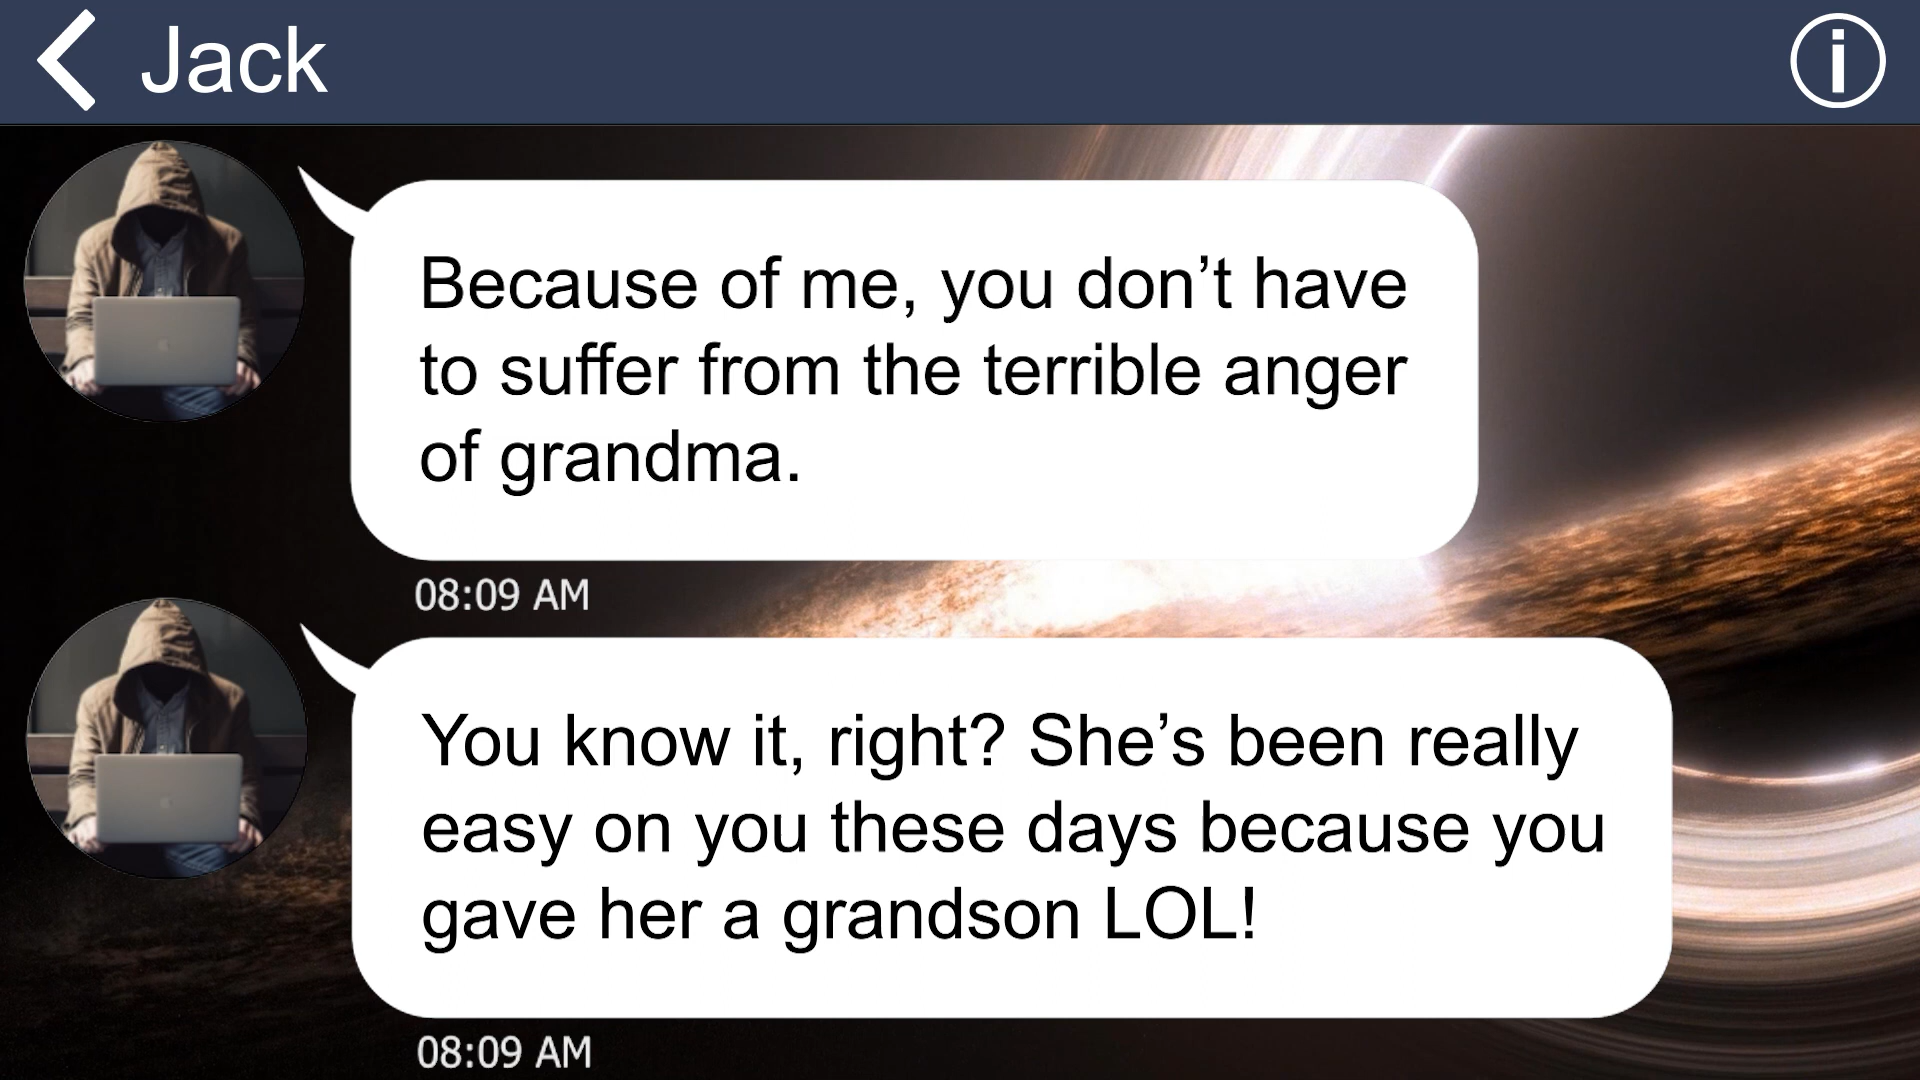 Jack
Because of me, you don’t have
to suffer from the terrible anger
of grandma.
08:09 AM
You know it, right? She’s been really
easy on you these days because you
gave her a grandson LOL!
08:09 AM